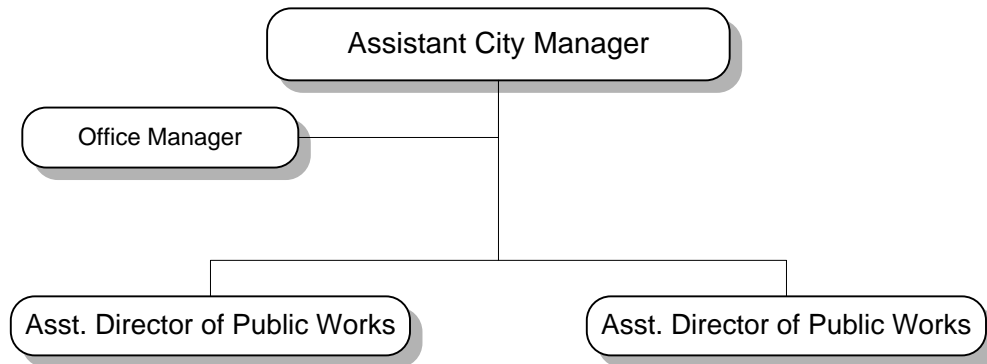 Assistant City Manager
Office Manager
Asst. Director of Public Works
Asst. Director of Public Works